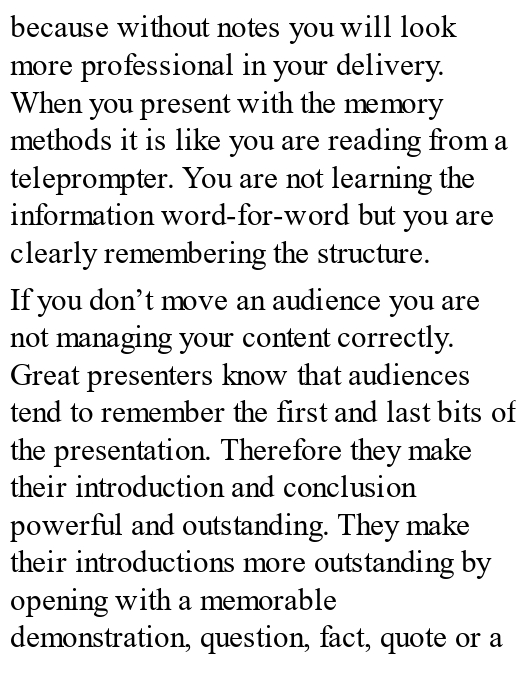 because without notes you will look
more professional in your delivery.
When you present with the memory
methods it is like you are reading from a
teleprompter. You are not learning the
information word-for-word but you are
clearly remembering the structure.
If you don’t move an audience you are
not managing your content correctly.
Great presenters know that audiences
tend to remember the first and last bits of
the presentation. Therefore they make
their introduction and conclusion
powerful and outstanding. They make
their introductions more outstanding by
opening with a memorable
demonstration, question, fact, quote or a